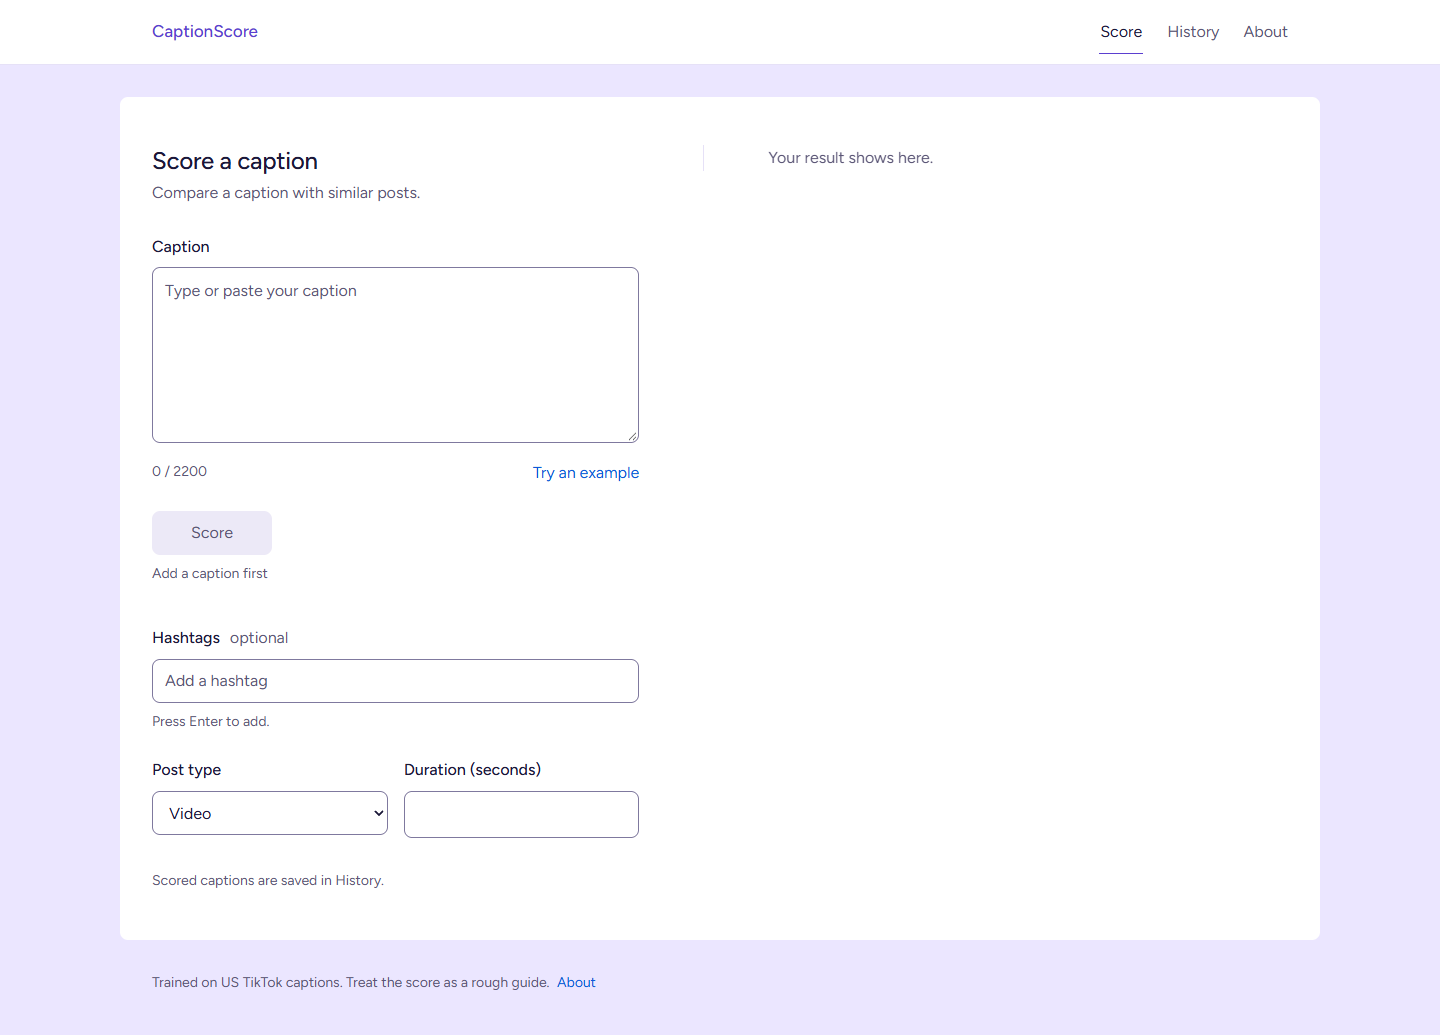 CaptionScore
Score
History
About
Score a caption
Compare a caption with similar posts.
Your result shows here.
Caption
Type or paste your caption
0 / 2200
Try an example
Score
Add a caption first
Hashtags optional
Add a hashtag
Press Enter to add.
Post type
Duration (seconds)
Video
Scored captions are saved in History.
Trained on US TikTok captions. Treat the score as a rough guide. About